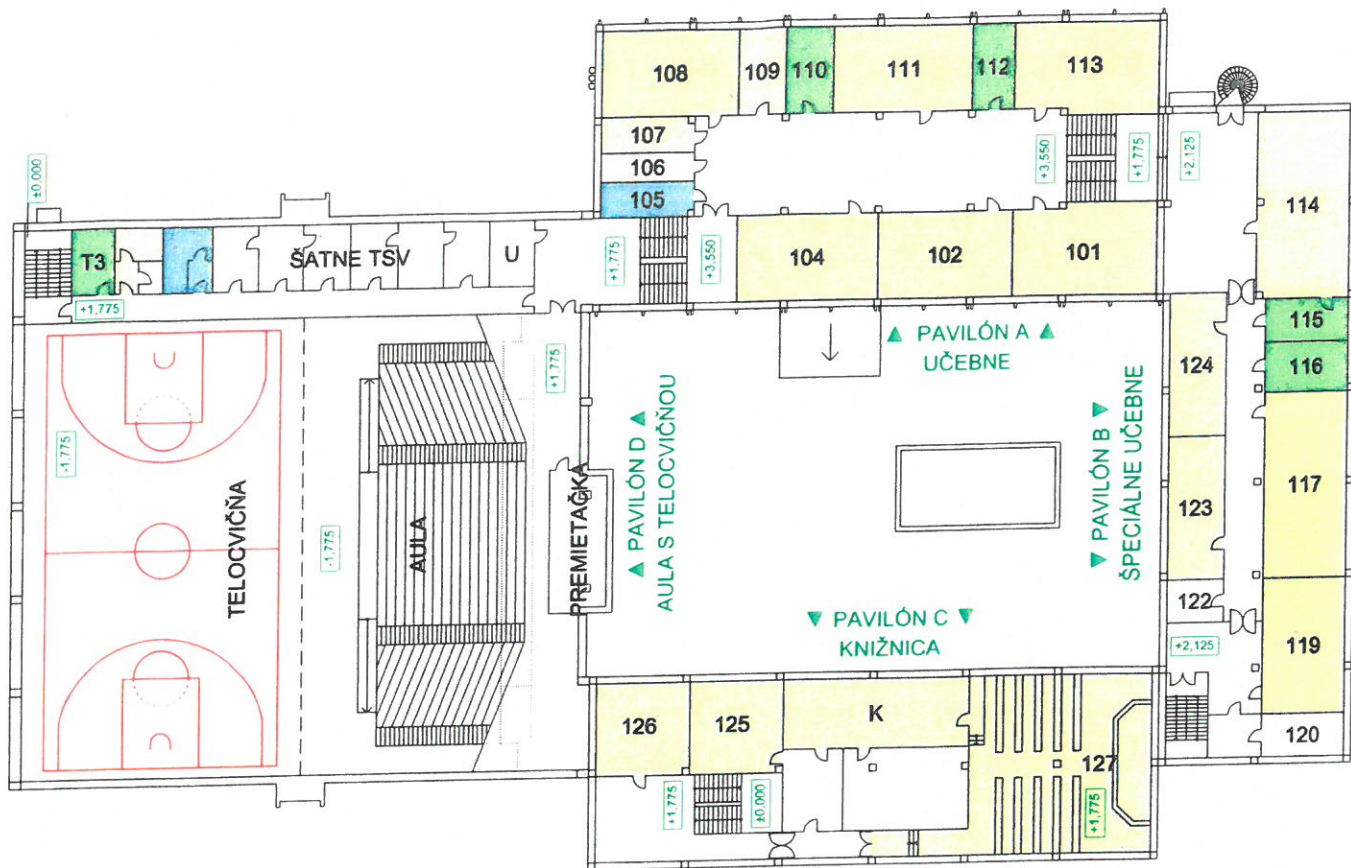 108
109
110
111
112
113
107
106
105
+3,550
+1,775
+2,125
114
±0.000
T3
ŠATNE TSV
U
+1,775
+1,775
+3,550
104
102
101
115
116
124
▲ PAVILÓN A ▲
UČEBNE
+1,775
-1,775
TELOCVIČŇA
-1,775
AULA
PREMIETAČKA
▲ PAVILÓN D ▲
AULA S TELOCVIČŇOU
▼ PAVILÓN B ▼
ŠPECIÁLNE UČEBNE
117
123
122
▼ PAVILÓN C ▼
KNIŽNICA
+2,125
119
120
126
125
K
127
+1,775
±0.000
+1,775